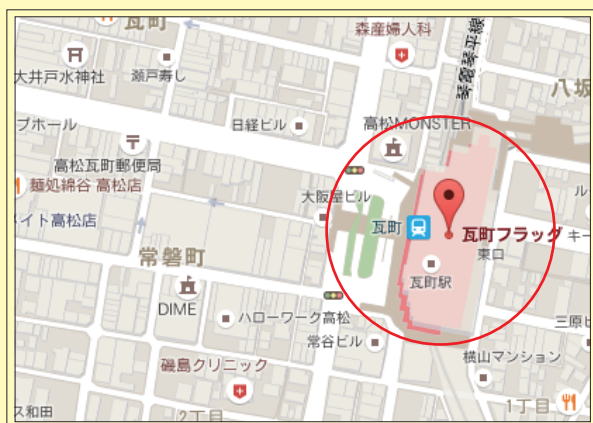 瓦町
森産婦人科
琴電琴平線
大井戸水神社
瀬戸寿し
八坂
プホール
日経ビル
高松MONSTER
高松瓦町郵便局
麺処綿谷 高松店
大阪屋ビル
ル
メイト高松店
瓦町
瓦町フラッグ
キー
東口
常磐町
瓦町駅
DIME
ハローワーク高松
三原ビ
常谷ビル
横山マンション
磯島クリニック
1丁目
ス和田
2丁目